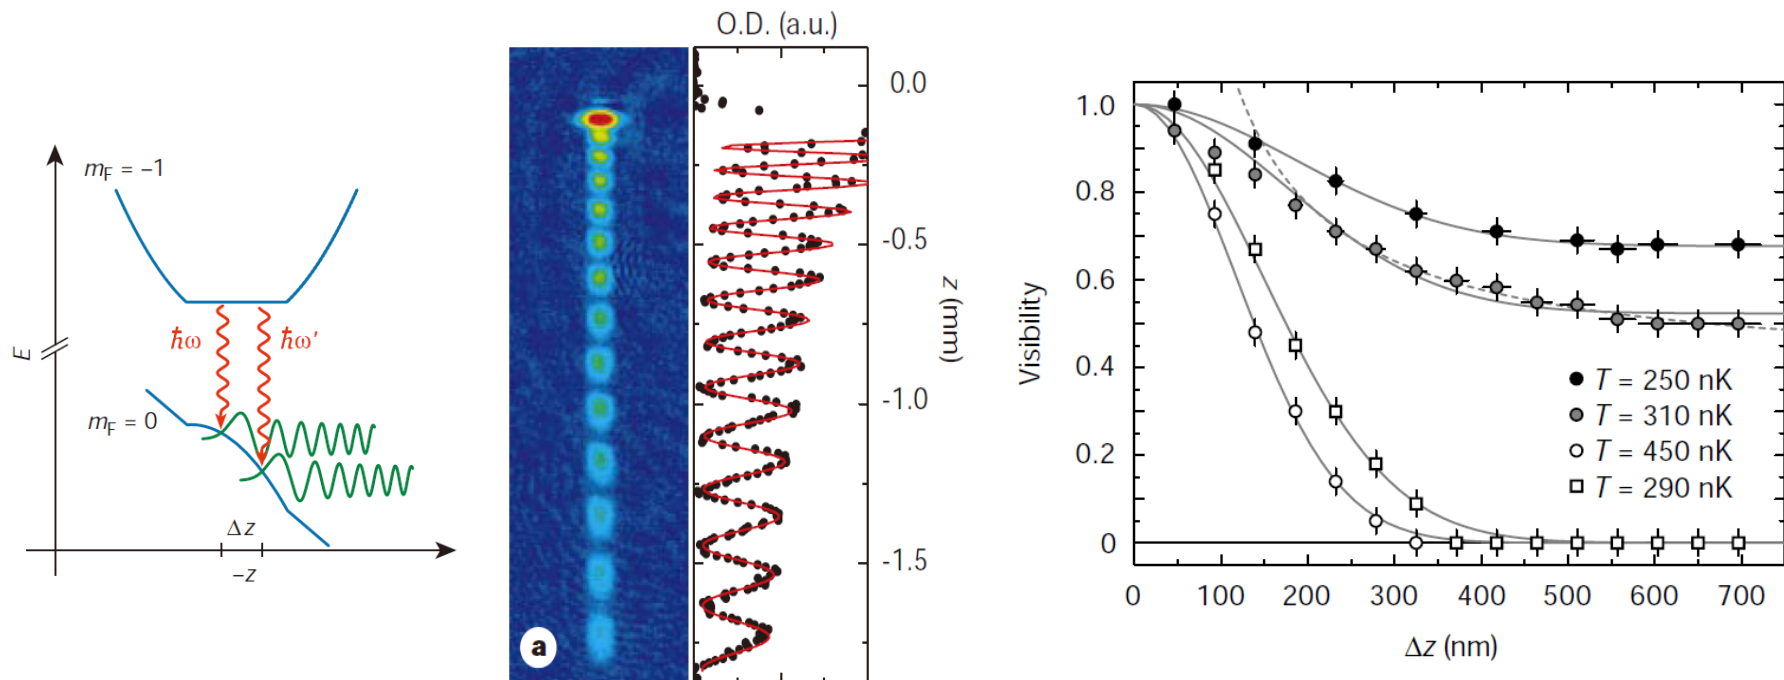 m_F = −1
E
ħω
ħω'
m_F = 0
Δz
−z
O.D. (a.u.)
0.0
-0.5
-1.0
-1.5
z (mm)
a
Visibility
1.0
0.8
0.6
0.4
0.2
0
T = 250 nK
T = 310 nK
T = 450 nK
T = 290 nK
0 100 200 300 400 500 600 700
Δz (nm)